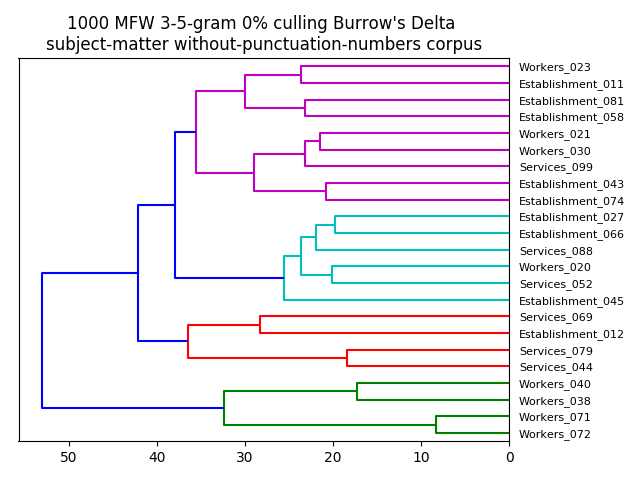 1000 MFW 3-5-gram 0% culling Burrow's Delta
subject-matter without-punctuation-numbers corpus
Workers_023
Establishment_011
Establishment_081
Establishment_058
Workers_021
Workers_030
Services_099
Establishment_043
Establishment_074
Establishment_027
Establishment_066
Services_088
Workers_020
Services_052
Establishment_045
Services_069
Establishment_012
Services_079
Services_044
Workers_040
Workers_038
Workers_071
Workers_072
50 40 30 20 10 0